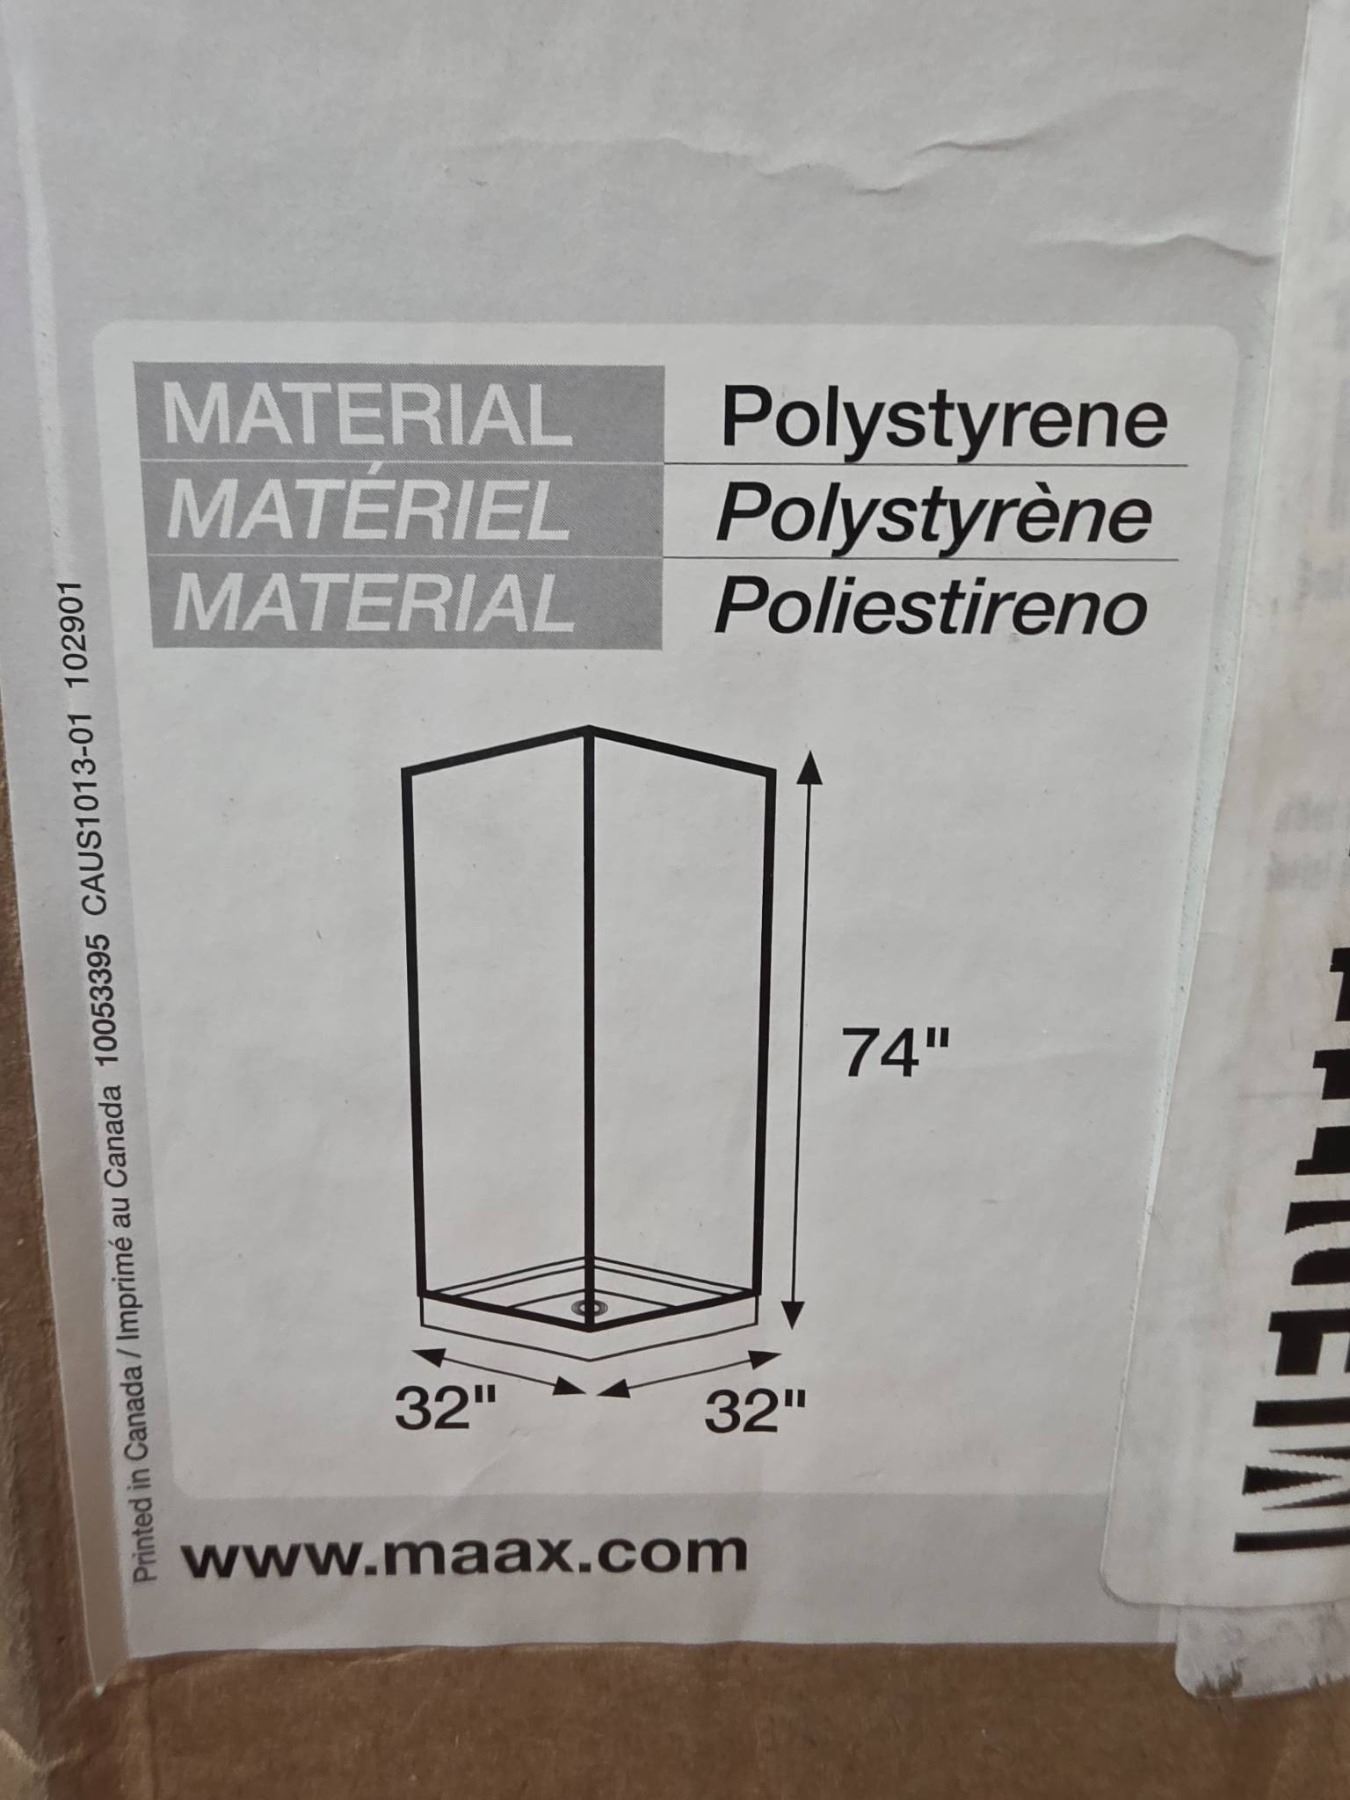 MATERIAL Polystyrene
MATÉRIEL Polystyrène
MATERIAL Poliestireno
74"
32" 32"
www.maax.com
Printed in Canada / Imprimé au Canada 10053395 CAUS1013-01 102901